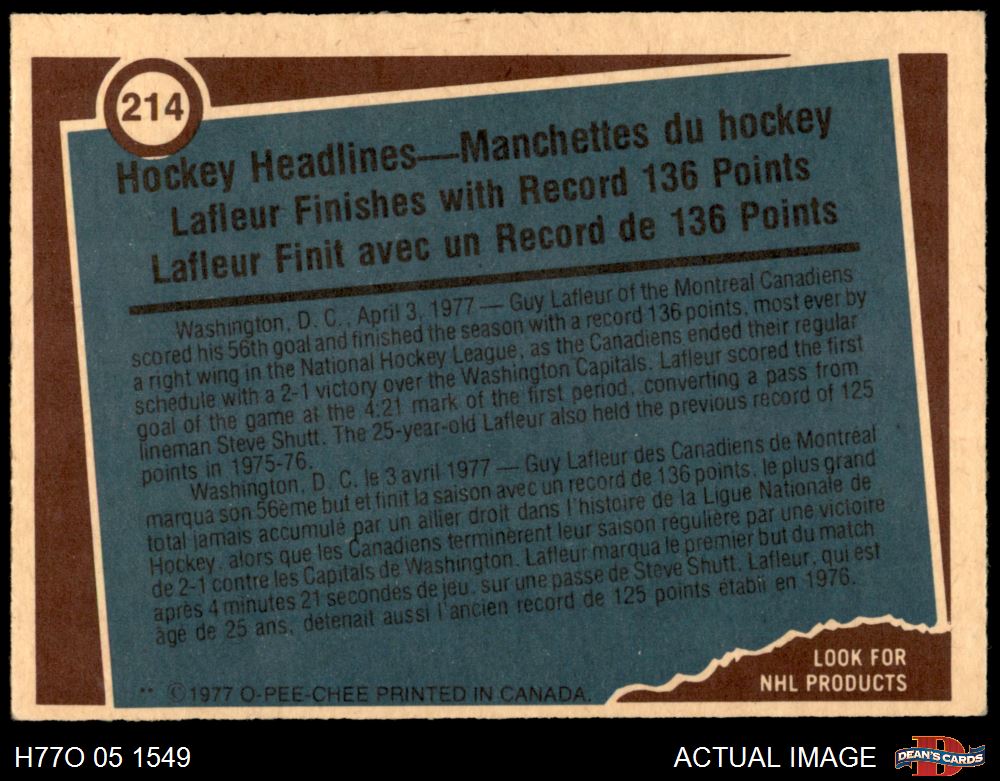 214
Hockey Headlines—Manchettes du hockey
Lafleur Finishes with Record 136 Points
Lafleur Finit avec un Record de 136 Points
Washington, D. C., April 3, 1977 — Guy Lafleur of the Montreal Canadiens
scored his 56th goal and finished the season with a record 136 points, most ever by
a right wing in the National Hockey League, as the Canadiens ended their regular
schedule with a 2-1 victory over the Washington Capitals. Lafleur scored the first
goal of the game at the 4:21 mark of the first period, converting a pass from
lineman Steve Shutt. The 25-year-old Lafleur also held the previous record of 125
points in 1975-76.
Washington, D. C. le 3 avril 1977 — Guy Lafleur des Canadiens de Montréal
marqua son 56ème but et finit la saison avec un record de 136 points, le plus grand
total jamais accumulé par un ailier droit dans l'histoire de la Ligue Nationale de
Hockey, alors que les Canadiens terminèrent leur saison regulière par une victoire
de 2-1 contre les Capitals de Washington. Lafleur marqua le premier but du match
après 4 minutes 21 secondes de jeu, sur une passe de Steve Shutt. Lafleur, qui est
âge de 25 ans, détenait aussi l'ancien record de 125 points établi en 1976.
** ©1977 O-PEE-CHEE PRINTED IN CANADA.
LOOK FOR
NHL PRODUCTS
H77O 05 1549
ACTUAL IMAGE
D
DEAN'S CARDS